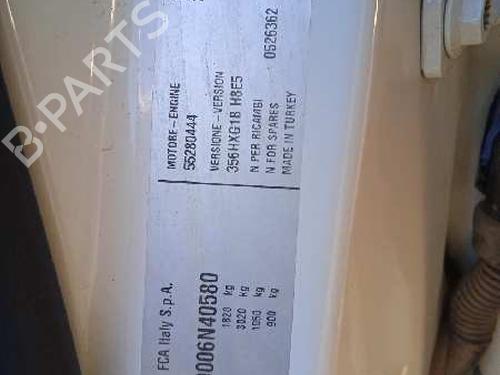 FCA Italy S.p.A.
006N40580
1820 kg
3020 kg
1050 kg
900 kg
MOTORE - ENGINE
55280444
VERSIONE - VERSION
356HXG1B H8E5
N PER RICAMBI
N FOR SPARES 0526362
MADE IN TURKEY
B-PARTS